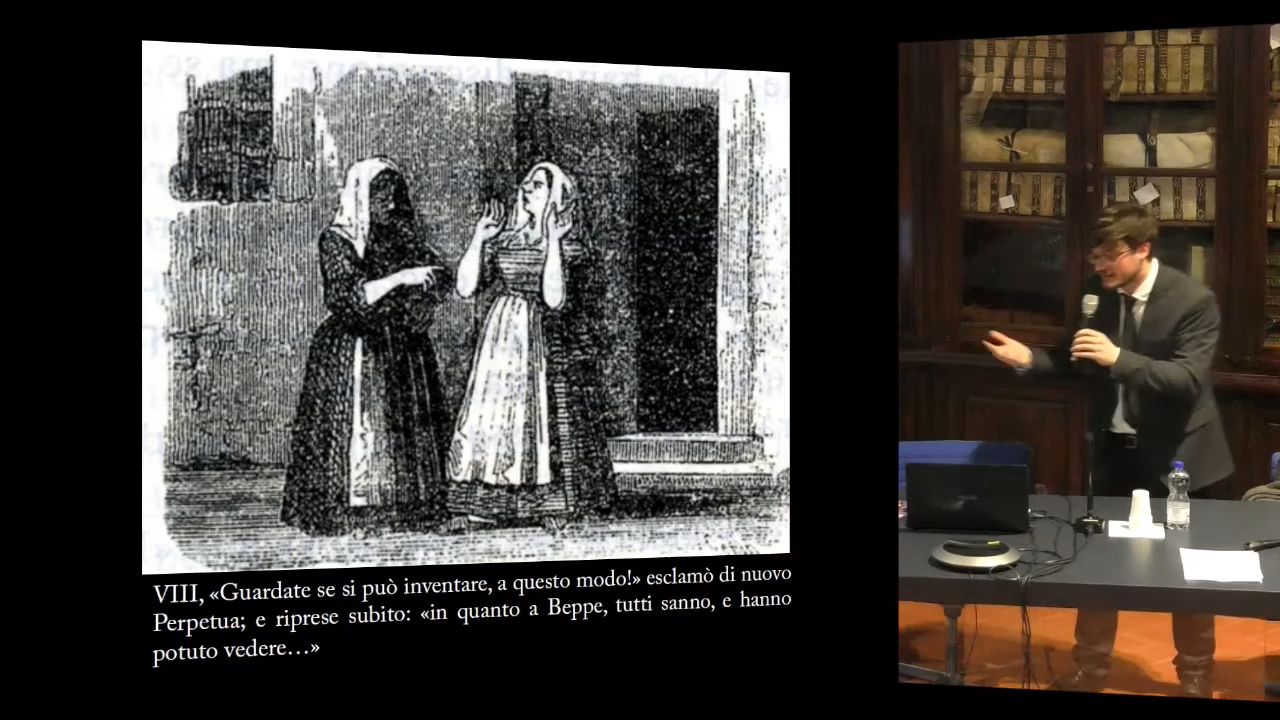 VIII, «Guardate se si può inventare, a questo modo!» esclamò di nuovo
Perpetua; e riprese subito: «in quanto a Beppe, tutti sanno, e hanno
potuto vedere…»